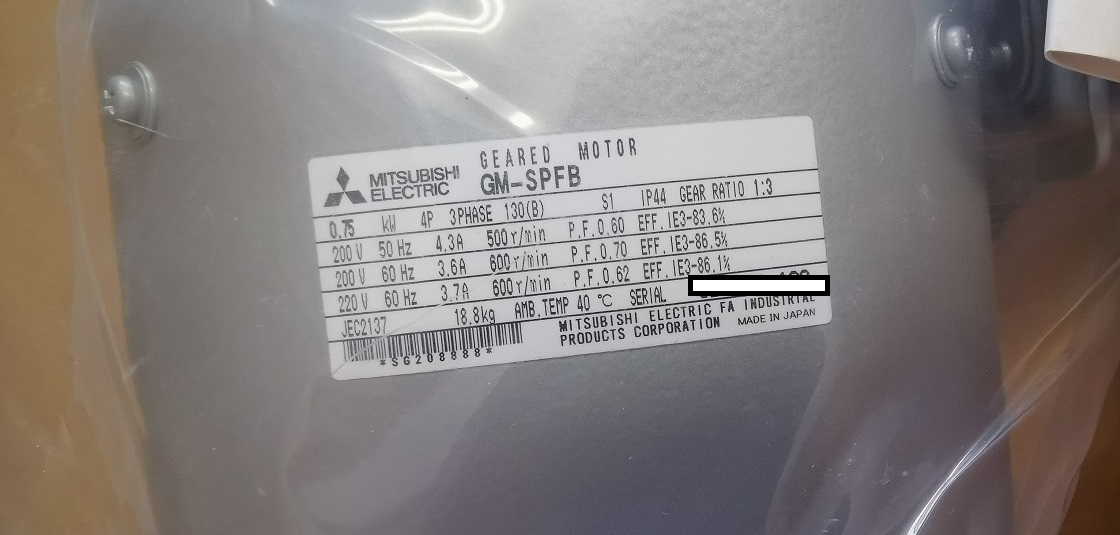 GEARED MOTOR
MITSUBISHI ELECTRIC GM-SPFB
0.75 kW 4P 3PHASE 130(B) S1 IP44 GEAR RATIO 1:3
200 V 50 Hz 4.3A 500r/min P.F.0.60 EFF.IE3-83.6%
200 V 60 Hz 3.6A 600r/min P.F.0.70 EFF.IE3-86.5%
220 V 60 Hz 3.7A 600r/min P.F.0.62 EFF.IE3-86.1%
JEC2137 18.8kg AMB.TEMP 40 ℃ SERIAL
*SG208888*
MITSUBISHI ELECTRIC FA INDUSTRIAL
PRODUCTS CORPORATION MADE IN JAPAN